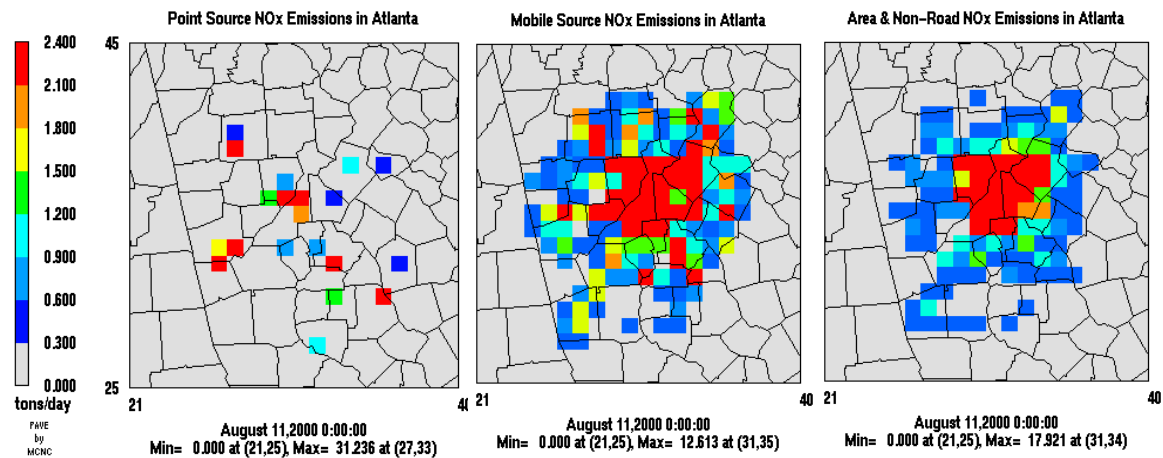 Point Source NOx Emissions in Atlanta
Mobile Source NOx Emissions in Atlanta
Area & Non-Road NOx Emissions in Atlanta
2.400
2.100
1.800
1.500
1.200
0.900
0.600
0.300
0.000
tons/day
PAVE
by
MCNC
45
25
21
40
August 11,2000 0:00:00
Min= 0.000 at (21,25), Max= 31.236 at (27,33)
21
40
August 11,2000 0:00:00
Min= 0.000 at (21,25), Max= 12.613 at (31,35)
21
40
August 11,2000 0:00:00
Min= 0.000 at (21,25), Max= 17.921 at (31,34)